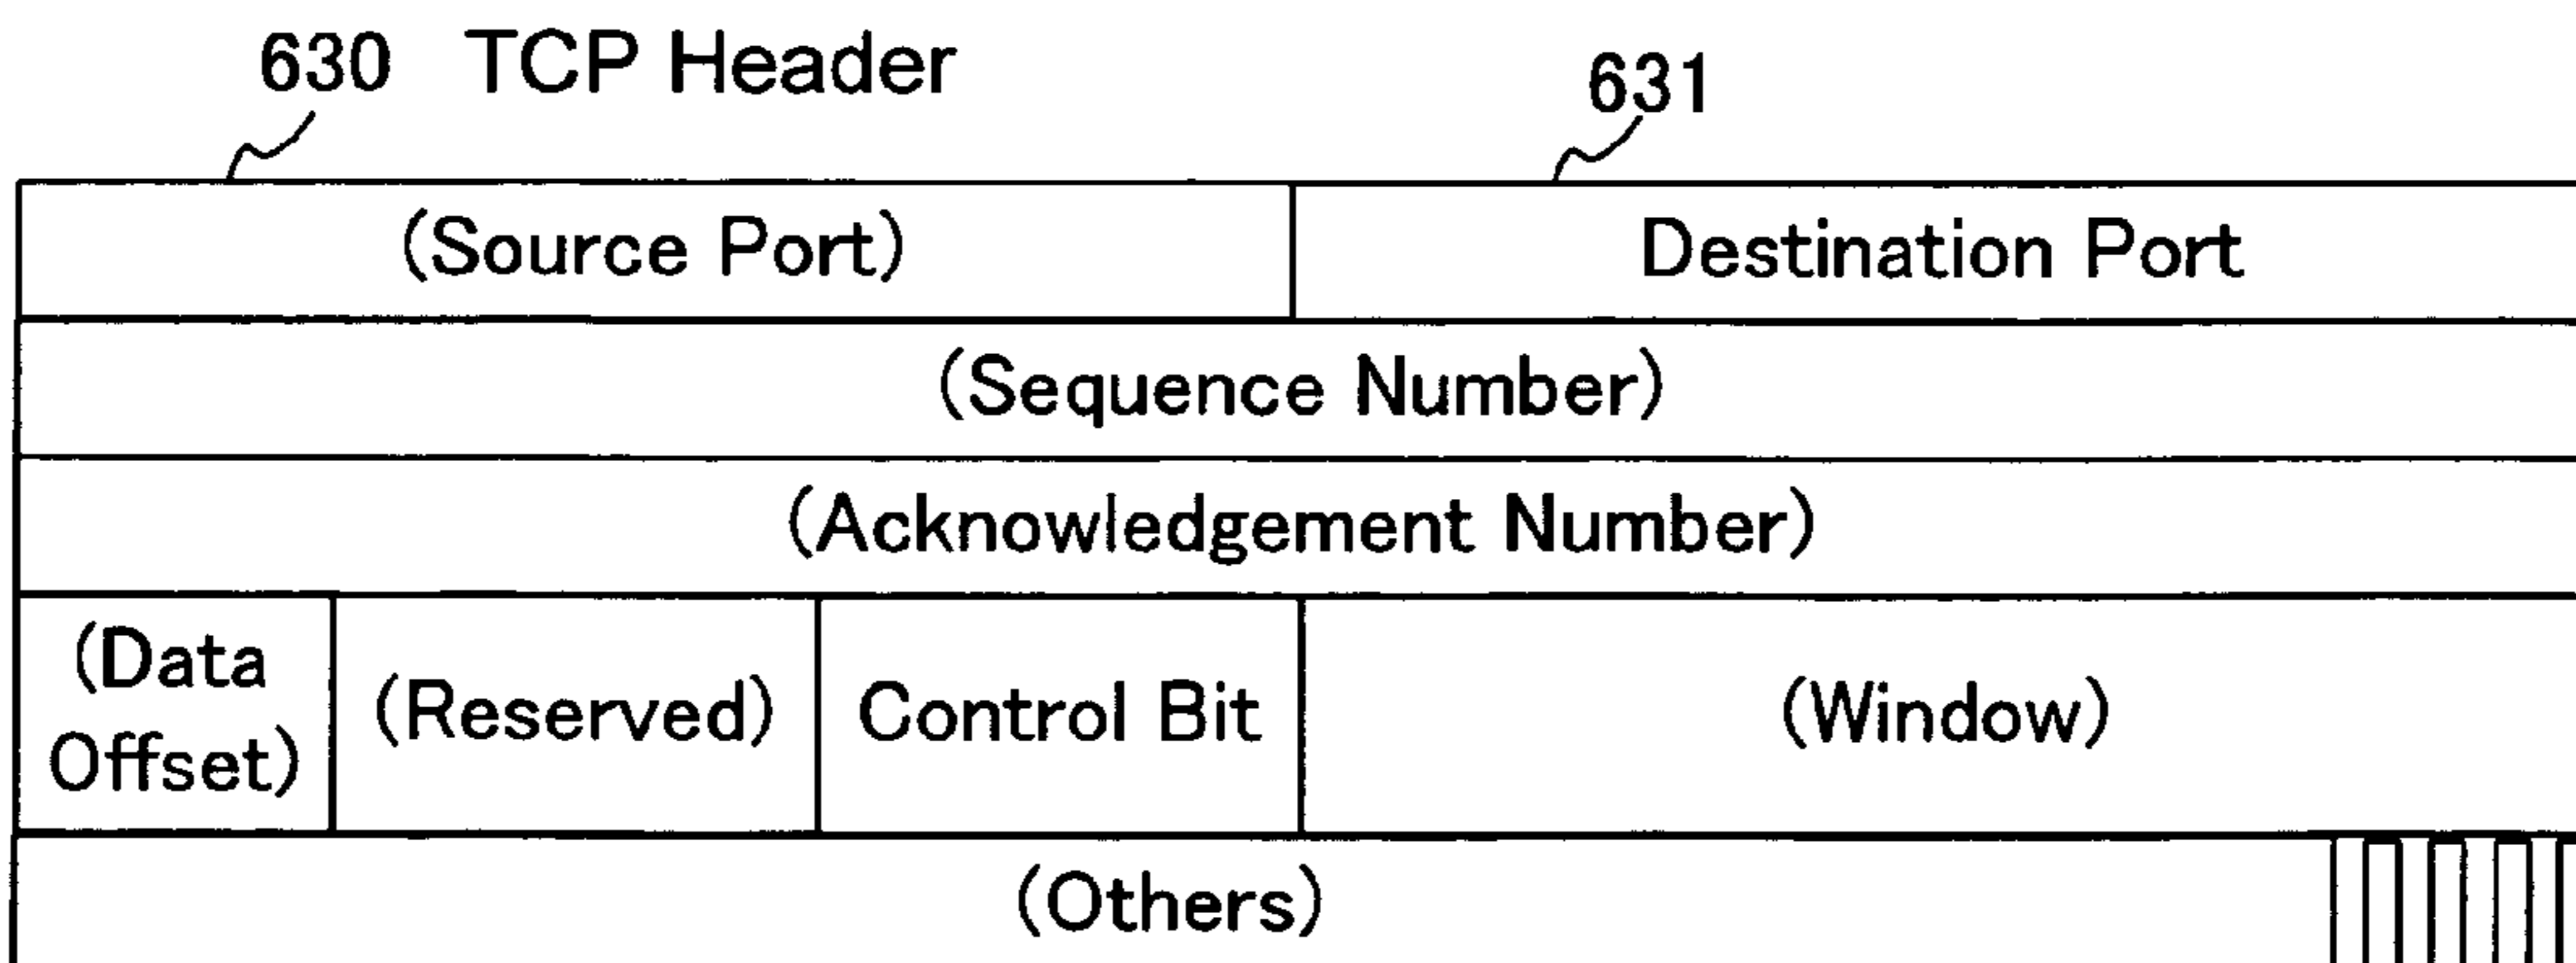 630 TCP Header
631
(Source Port) Destination Port
(Sequence Number)
(Acknowledgement Number)
(Data Offset) (Reserved) Control Bit (Window)
(Others)